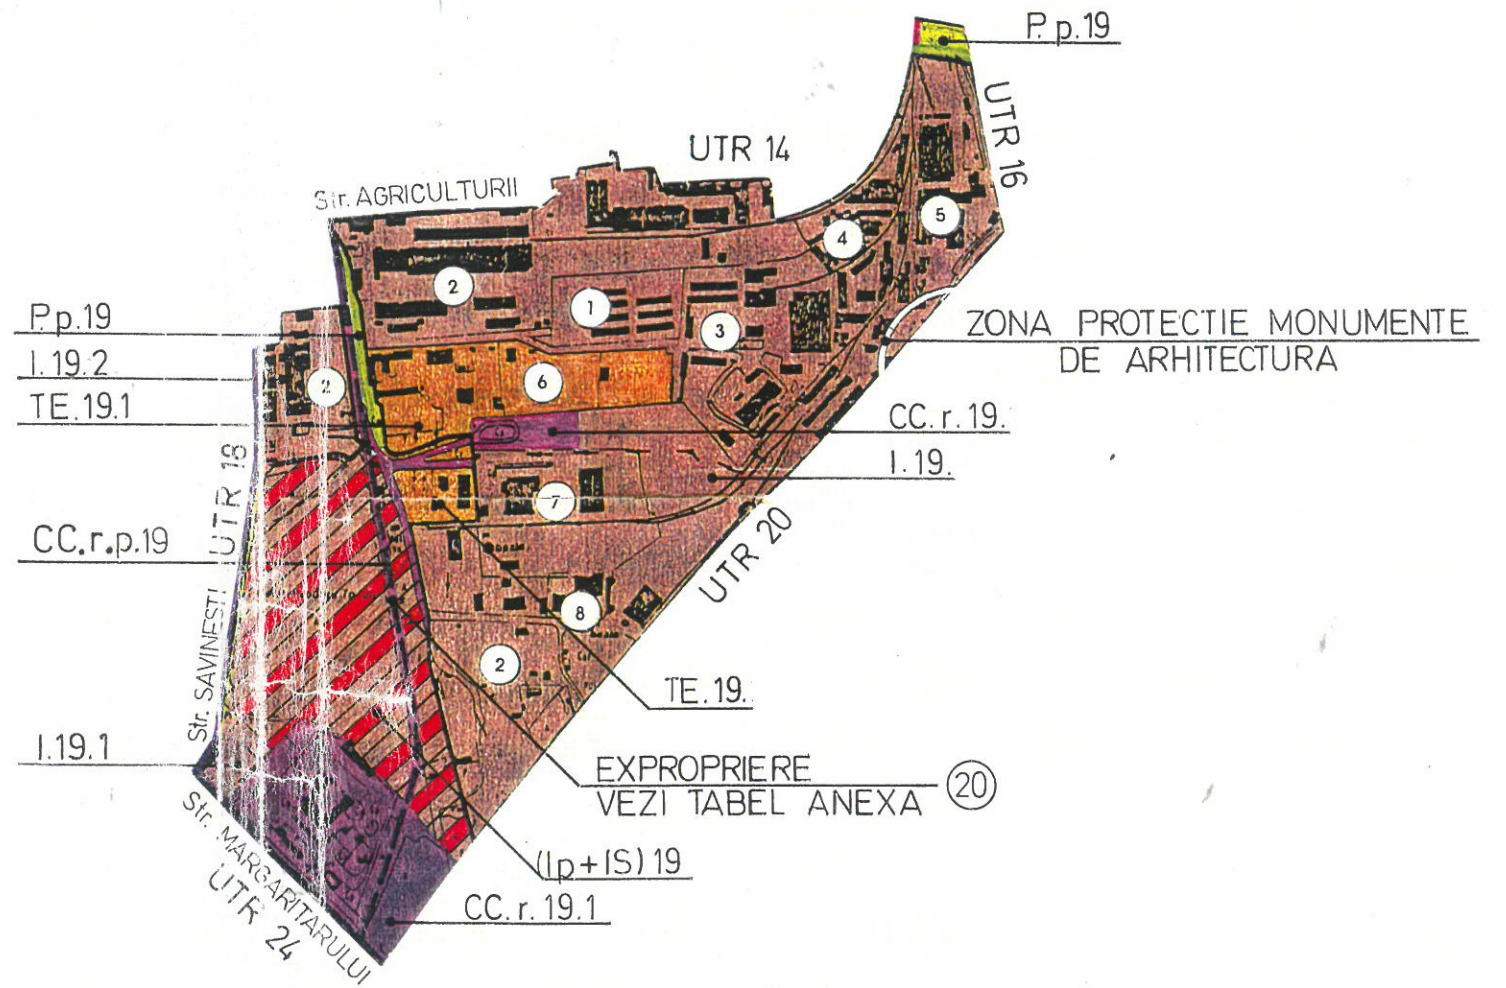 P.p.19
UTR 16
UTR 14
Str. AGRICULTURII
5
4
2
1
3
P.p.19
ZONA PROTECTIE MONUMENTE
DE ARHITECTURA
I.19.2
2
6
TE.19.1
CC.r.19.
I.19.
UTR 18
7
CC.r.p.19
UTR 20
8
2
Str. SAVINESTI
TE.19.
I.19.1
EXPROPRIERE
VEZI TABEL ANEXA
20
(Ip+IS)19
CC.r.19.1
Str. MARGARITARULUI
UTR 24